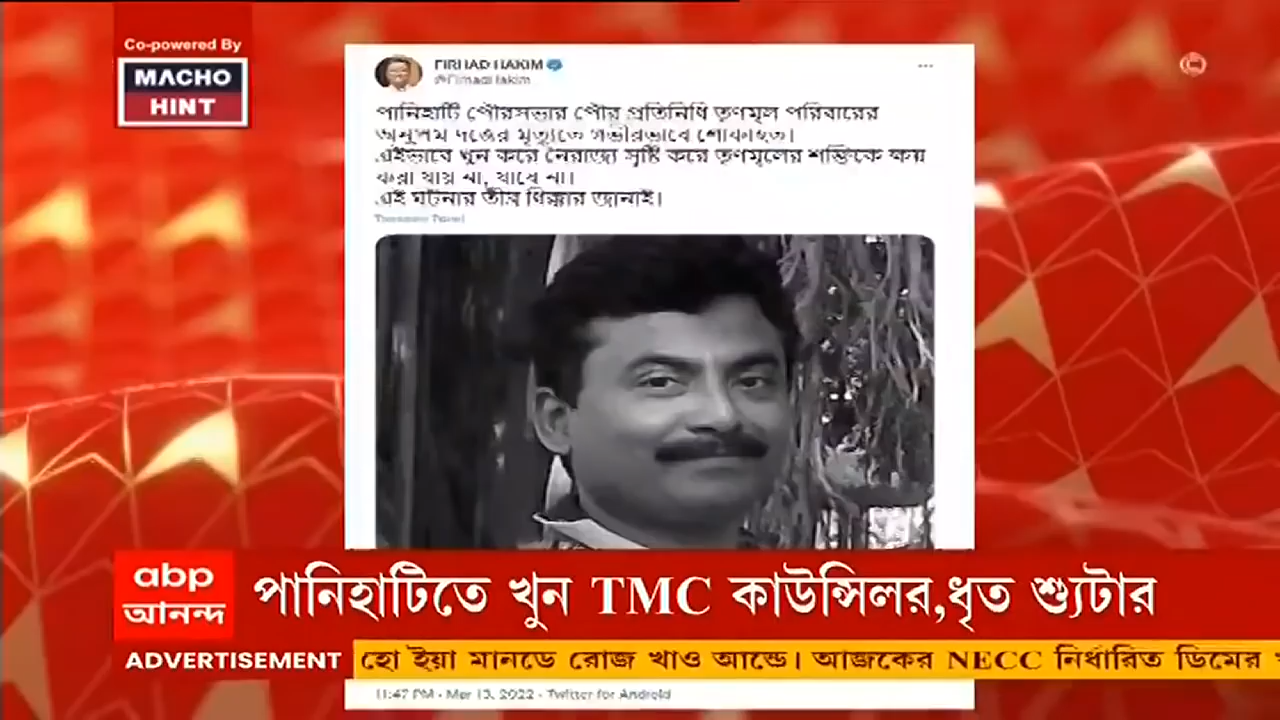 Co-powered By
MACHO
HINT
FIRHAD HAKIM
@FirhadHakim
পানিহাটি পৌরসভার পৌর প্রতিনিধি তৃণমূল পরিবারের
অনুপম দত্তের মৃত্যুতে গভীরভাবে শোকাহত।
এইভাবে খুন করে নৈরাজ্য সৃষ্টি করে তৃণমূলের শক্তিকে ক্ষয়
করা যায় না, যাবে না।
এই ঘটনার তীব্র ধিক্কার জানাই।
abp
আনন্দ
পানিহাটিতে খুন TMC কাউন্সিলর,ধৃত শ্যুটার
ADVERTISEMENT
হো ইয়া মানডে রোজ খাও আন্ডে। আজকের NECC নির্ধারিত ডিমের
11:47 PM - Mar 13, 2022 - Twitter for Android